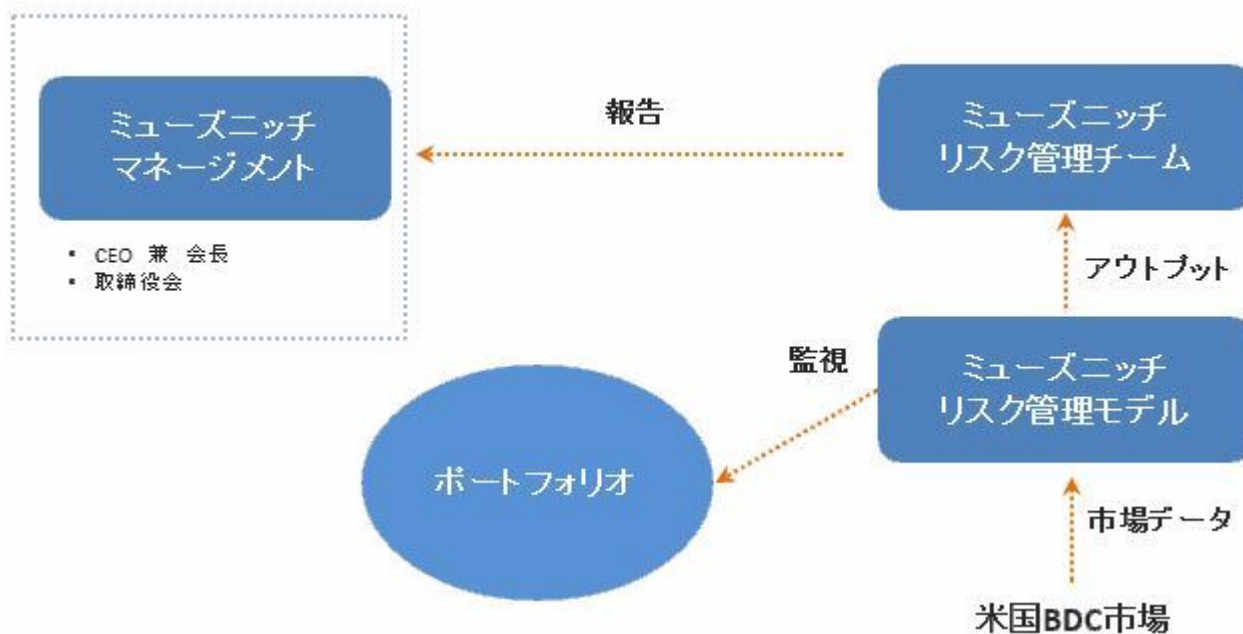 ミューズニッチ
マネージメント
• CEO 兼 会長
• 取締役会
報告
ミューズニッチ
リスク管理チーム
アウトプット
監視
ミューズニッチ
リスク管理モデル
ポートフォリオ
市場データ
米国BDC市場